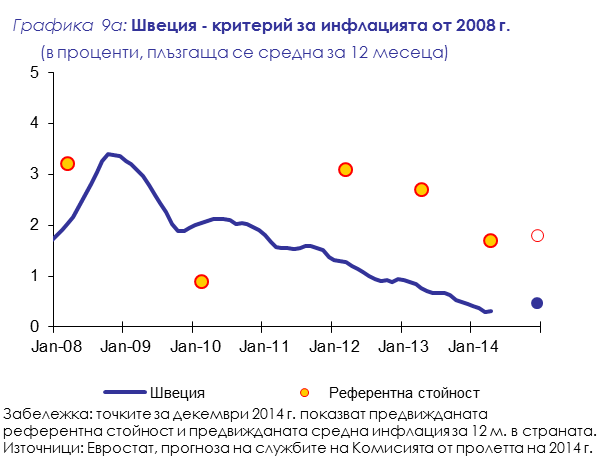 Графика 9а: Швеция - критерий за инфлацията от 2008 г.
(в проценти, плъзгаща се средна за 12 месеца)
5
4
3
2
1
0
Jan-08 Jan-09 Jan-10 Jan-11 Jan-12 Jan-13 Jan-14
Швеция Референтна стойност
Забележка: точките за декември 2014 г. показват предвижданата
референтна стойност и предвижданата средна инфлация за 12 м. в страната.
Източници: Евростат, прогноза на службите на Комисията от пролетта на 2014 г.